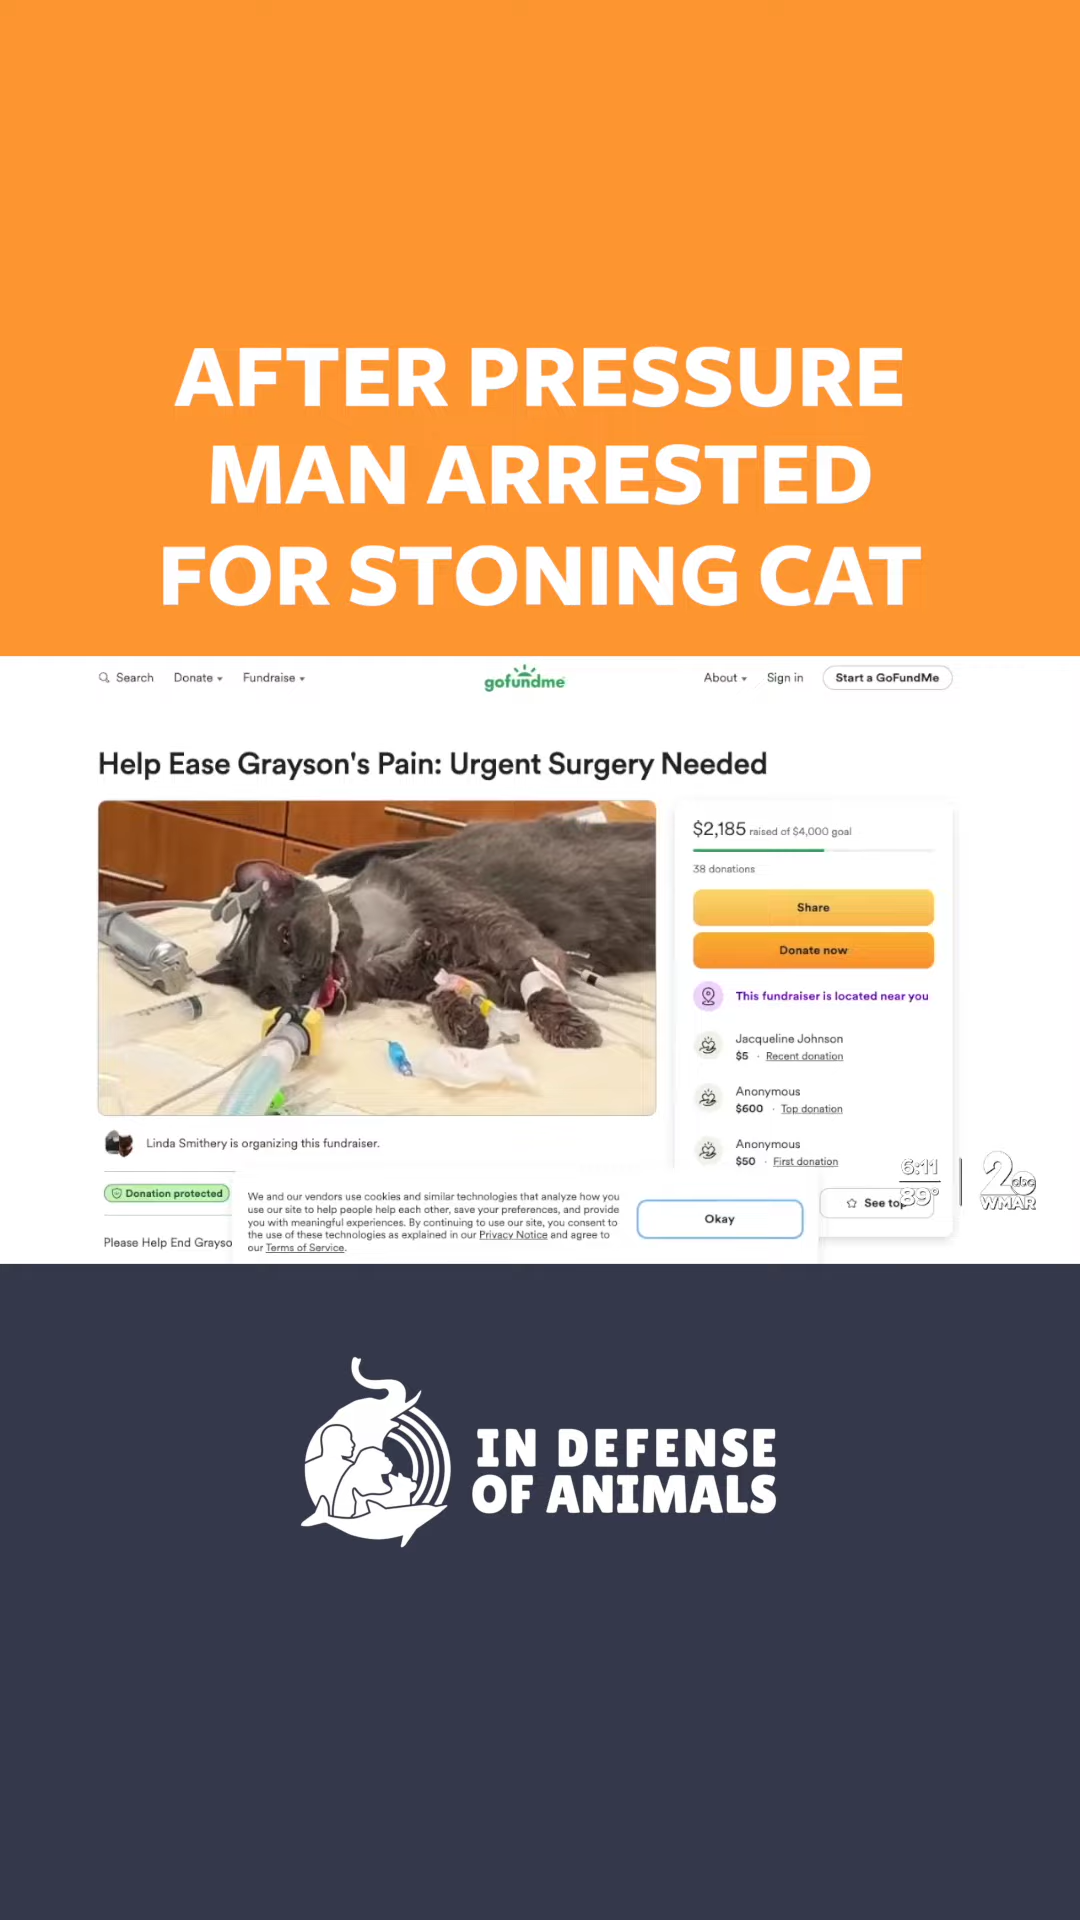 AFTER PRESSURE
MAN ARRESTED
FOR STONING CAT
Search Donate Fundraise gofundme About Sign in Start a GoFundMe
Help Ease Grayson's Pain: Urgent Surgery Needed
$2,185 raised of $4,000 goal
38 donations
Share
Donate now
This fundraiser is located near you
Jacqueline Johnson
$5 · Recent donation
Anonymous
$600 · Top donation
Anonymous
$50 · First donation
See top
Linda Smithery is organizing this fundraiser.
Donation protected
Please Help End Grayso
We and our vendors use cookies and similar technologies that analyze how you
use our site to help people help each other, save your preferences, and provide
you with meaningful experiences. By continuing to use our site, you consent to
the use of these technologies as explained in our Privacy Notice and agree to
our Terms of Service.
Okay
6:11
89°
2 abc
WMAR
IN DEFENSE
OF ANIMALS